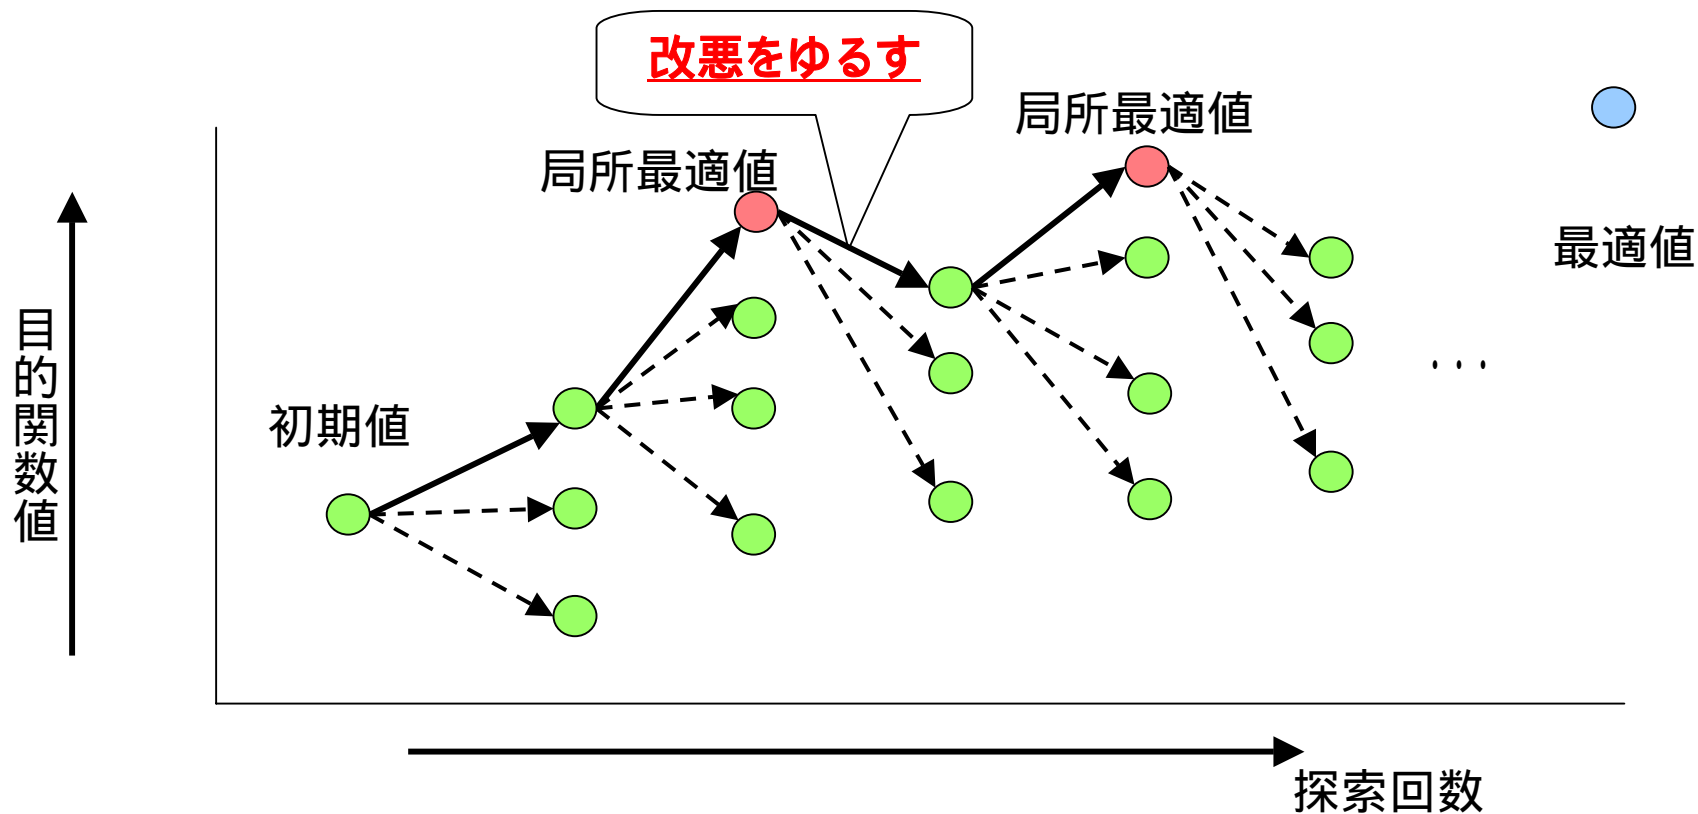 改悪をゆるす
局所最適値
局所最適値
最適値
初期値
目的関数値
...
探索回数